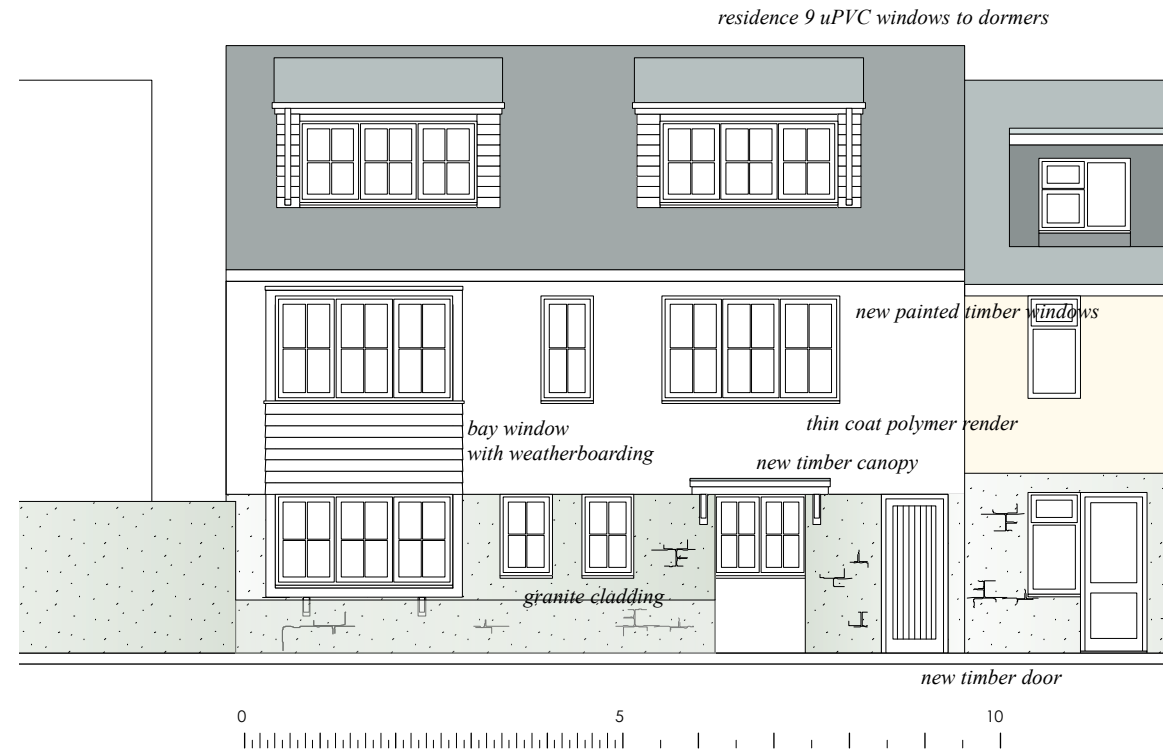 residence 9 uPVC windows to dormers
new painted timber windows
thin coat polymer render
bay window
with weatherboarding
new timber canopy
granite cladding
new timber door
0 5 10